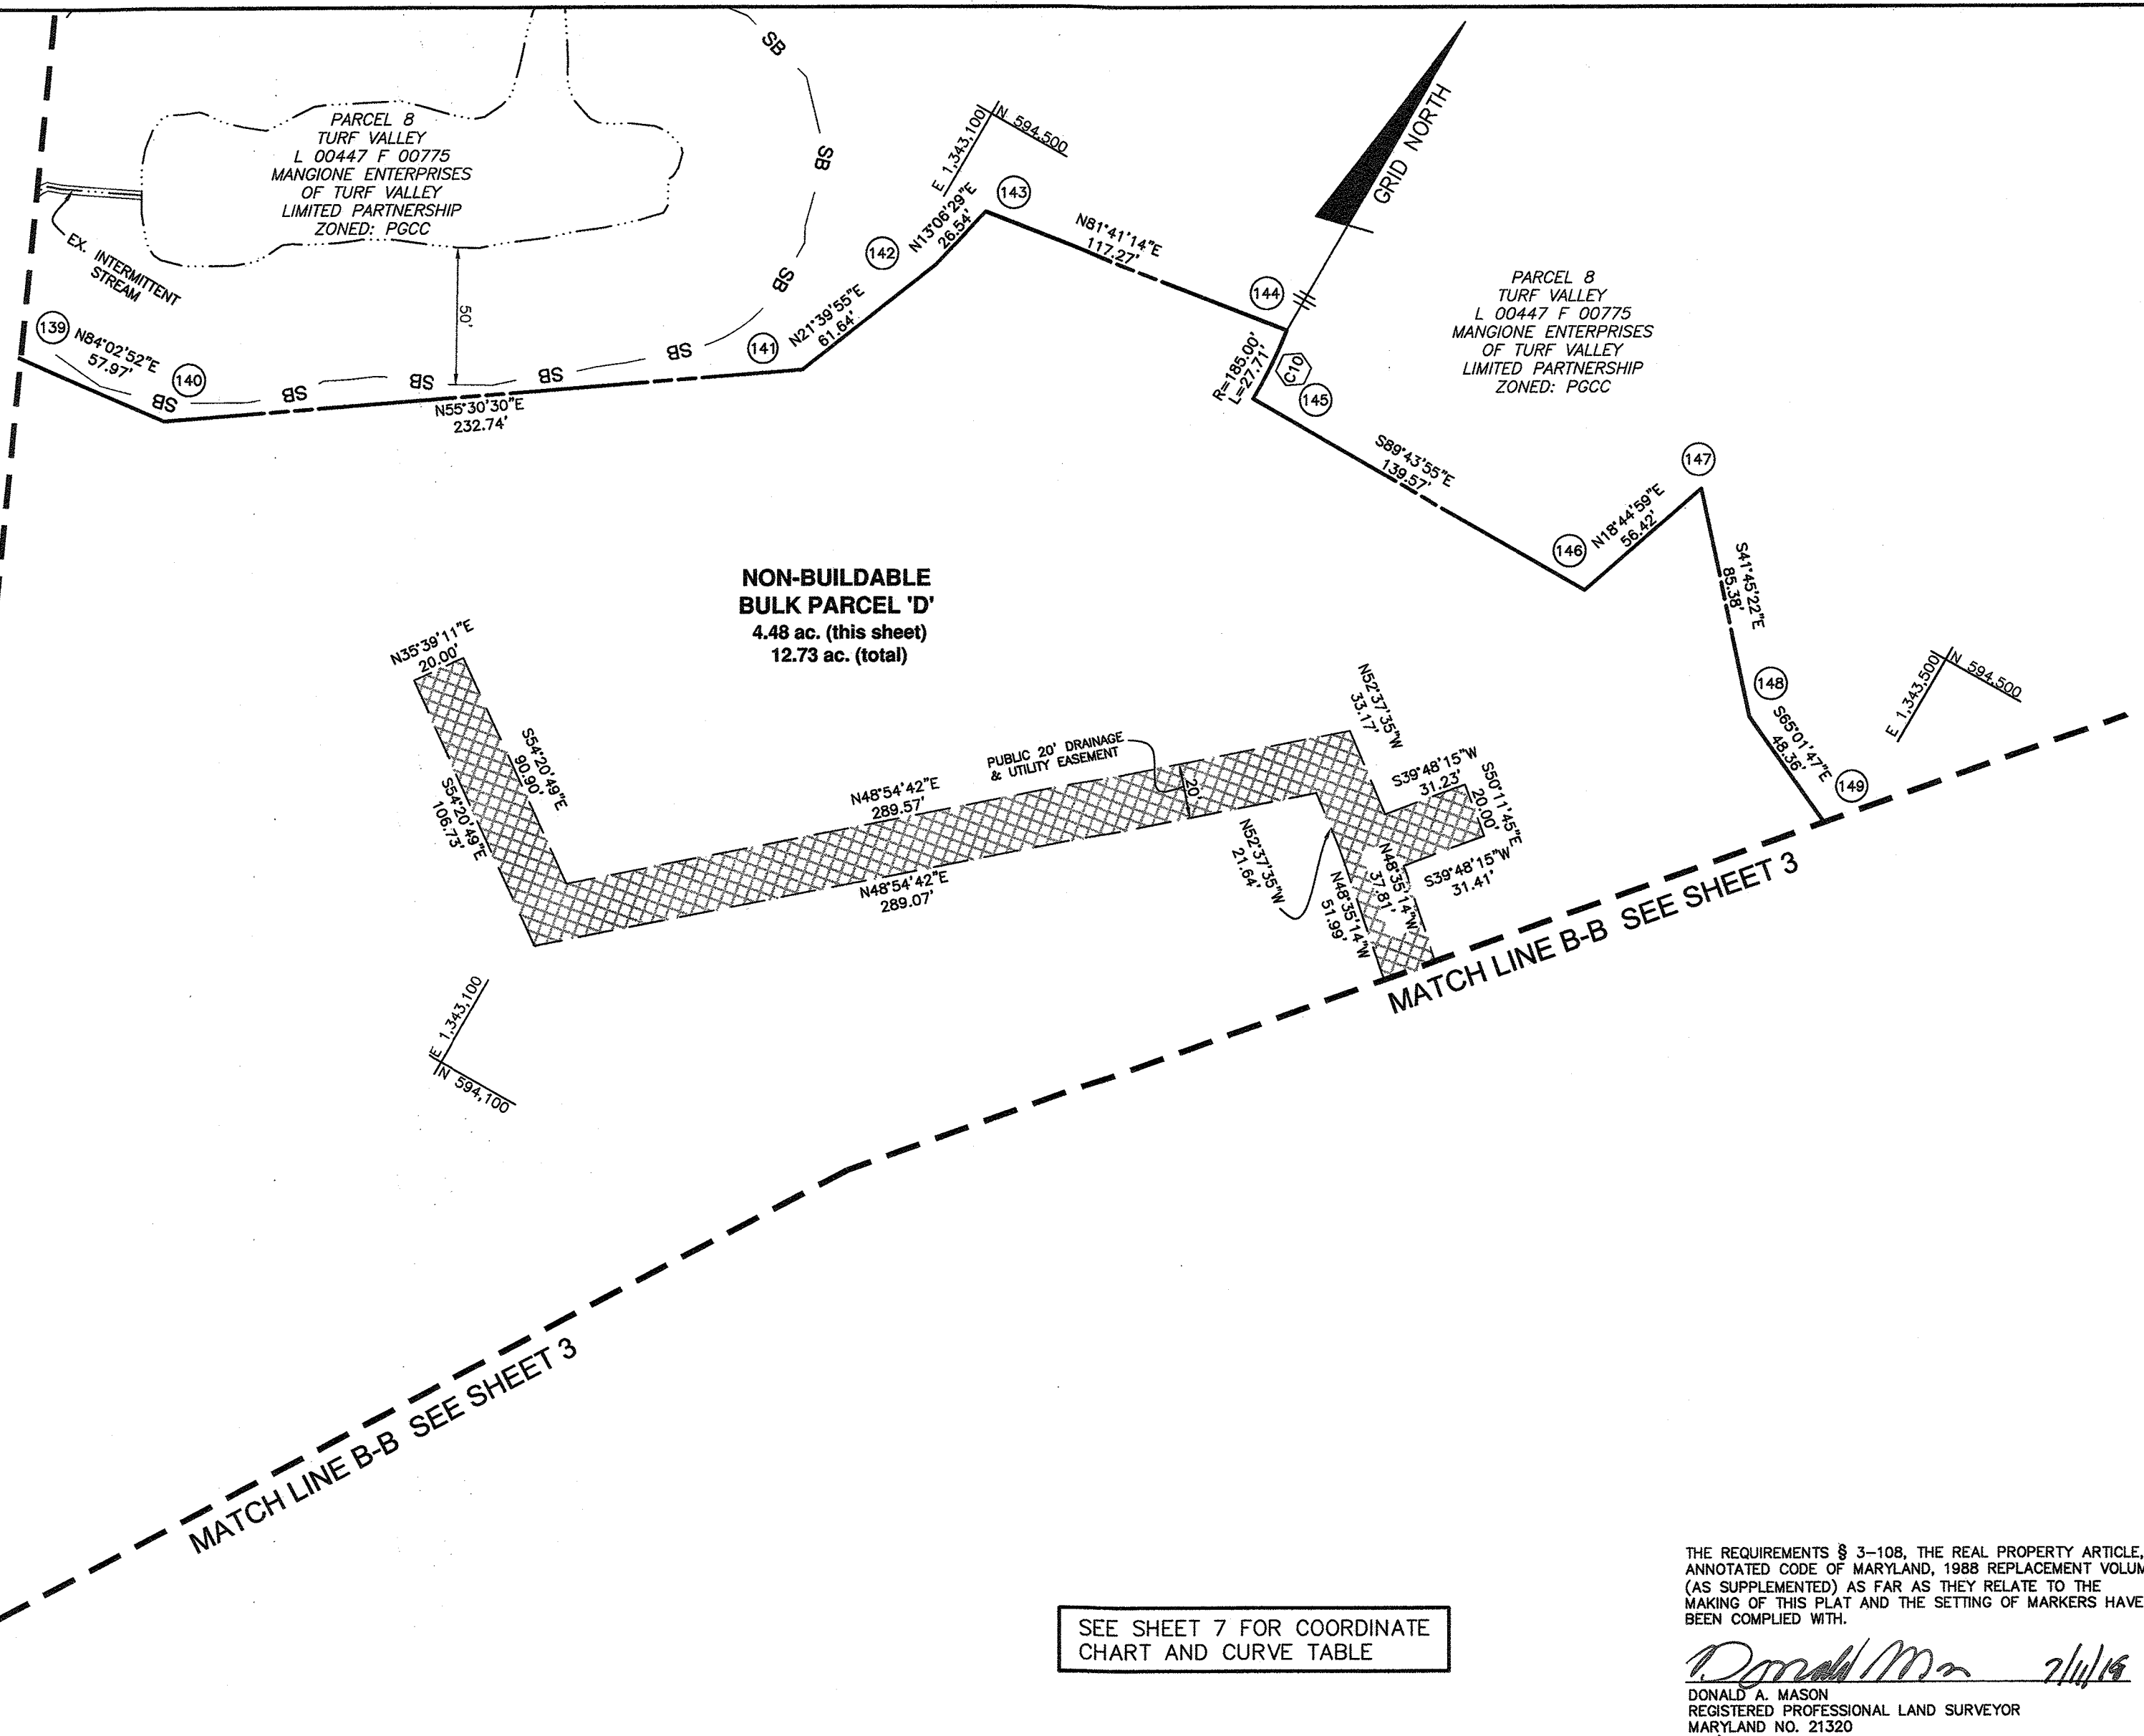 SB
SB
SB
SB
SB
SB
SB
SB
SB
PARCEL 8
TURF VALLEY
L 00447 F 00775
MANGIONE ENTERPRISES
OF TURF VALLEY
LIMITED PARTNERSHIP
ZONED: PGCC
EX. INTERMITTENT
STREAM
50'
139
N84°02'52"E
57.97'
140
N55°30'30"E
232.74'
141
N21°39'55"E
61.64'
142
N13°06'29"E
26.54'
143
E 1,343,100
N 594,500
N81°41'14"E
117.27'
144
GRID NORTH
R=185.00'
L=27.71'
C10
145
PARCEL 8
TURF VALLEY
L 00447 F 00775
MANGIONE ENTERPRISES
OF TURF VALLEY
LIMITED PARTNERSHIP
ZONED: PGCC
S89°43'55"E
139.57'
146
N18°44'59"E
56.42'
147
S41°45'22"E
85.38'
148
S65°01'47"E
48.36'
149
E 1,343,500
N 594,500
NON-BUILDABLE
BULK PARCEL 'D'
4.48 ac. (this sheet)
12.73 ac. (total)
N35°39'11"E
20.00'
S54°20'49"E
90.90'
S54°20'49"E
106.73'
N48°54'42"E
289.57'
N48°54'42"E
289.07'
PUBLIC 20' DRAINAGE
& UTILITY EASEMENT
20'
N52°37'35"W
33.17'
S39°48'15"W
31.23'
S50°11'45"E
20.00'
S39°48'15"W
31.41'
N48°35'14"W
37.81'
N48°35'14"W
51.99'
N52°37'35"W
21.64'
MATCH LINE B-B SEE SHEET 3
E 1,343,100
N 594,100
MATCH LINE B-B SEE SHEET 3
SEE SHEET 7 FOR COORDINATE
CHART AND CURVE TABLE
THE REQUIREMENTS § 3-108, THE REAL PROPERTY ARTICLE,
ANNOTATED CODE OF MARYLAND, 1988 REPLACEMENT VOLUM
(AS SUPPLEMENTED) AS FAR AS THEY RELATE TO THE
MAKING OF THIS PLAT AND THE SETTING OF MARKERS HAVE
BEEN COMPLIED WITH.
DONALD A. MASON
REGISTERED PROFESSIONAL LAND SURVEYOR
MARYLAND NO. 21320